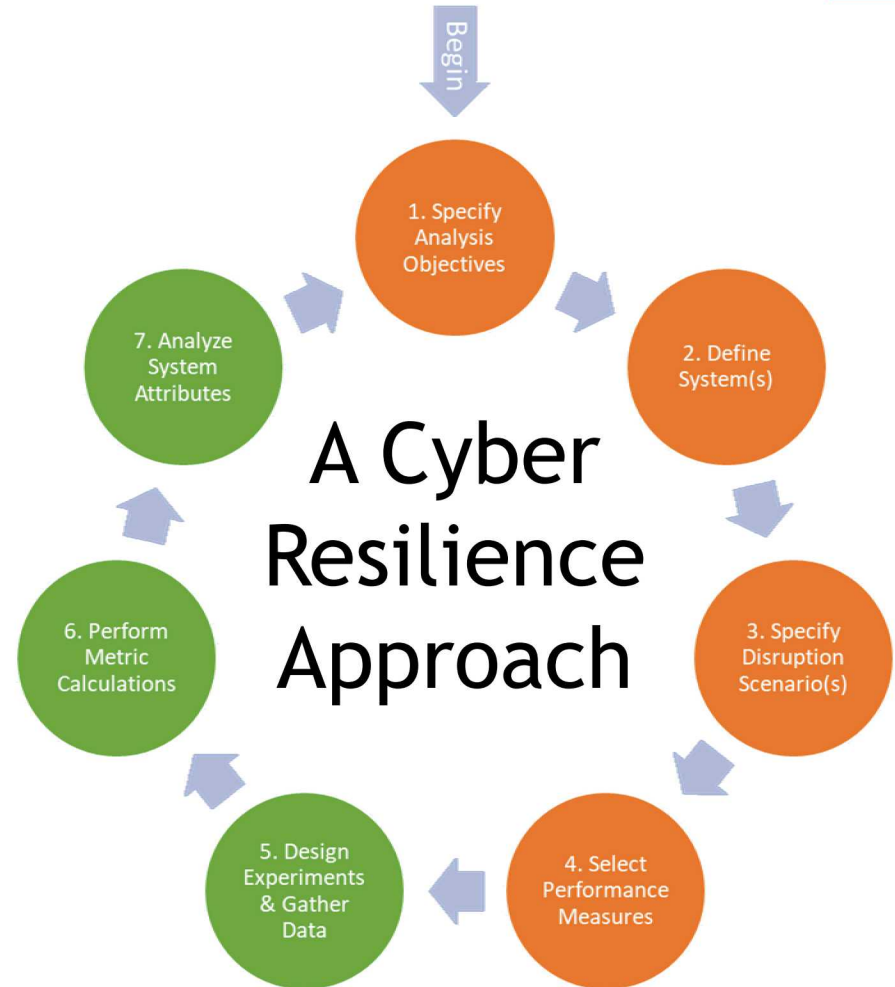 Begin
1. Specify
Analysis
Objectives
2. Define
System(s)
3. Specify
Disruption
Scenario(s)
4. Select
Performance
Measures
5. Design
Experiments
& Gather
Data
6. Perform
Metric
Calculations
7. Analyze
System
Attributes
A Cyber
Resilience
Approach